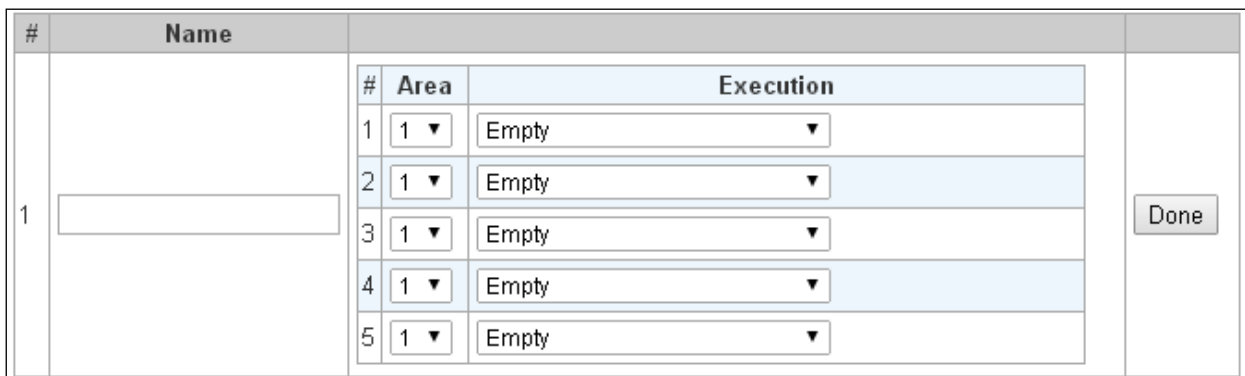 # Name
# Area Execution
1 1 Empty
2 1 Empty
1 Done
3 1 Empty
4 1 Empty
5 1 Empty